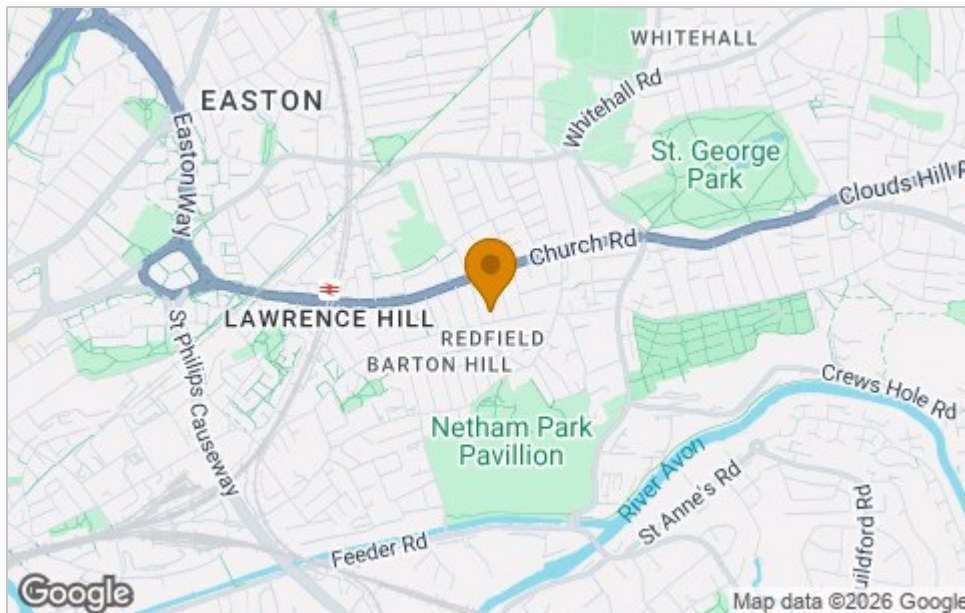 WHITEHALL
EASTON
Whitehall Rd
Easton Way
St. George
Park
Clouds Hill R
Church Rd
LAWRENCE HILL
REDFIELD
BARTON HILL
St Philips Causeway
Crews Hole Rd
Netham Park
Pavillion
River Avon
St Anne's Rd
uildford Rd
Feeder Rd
Google
Map data ©2026 Google